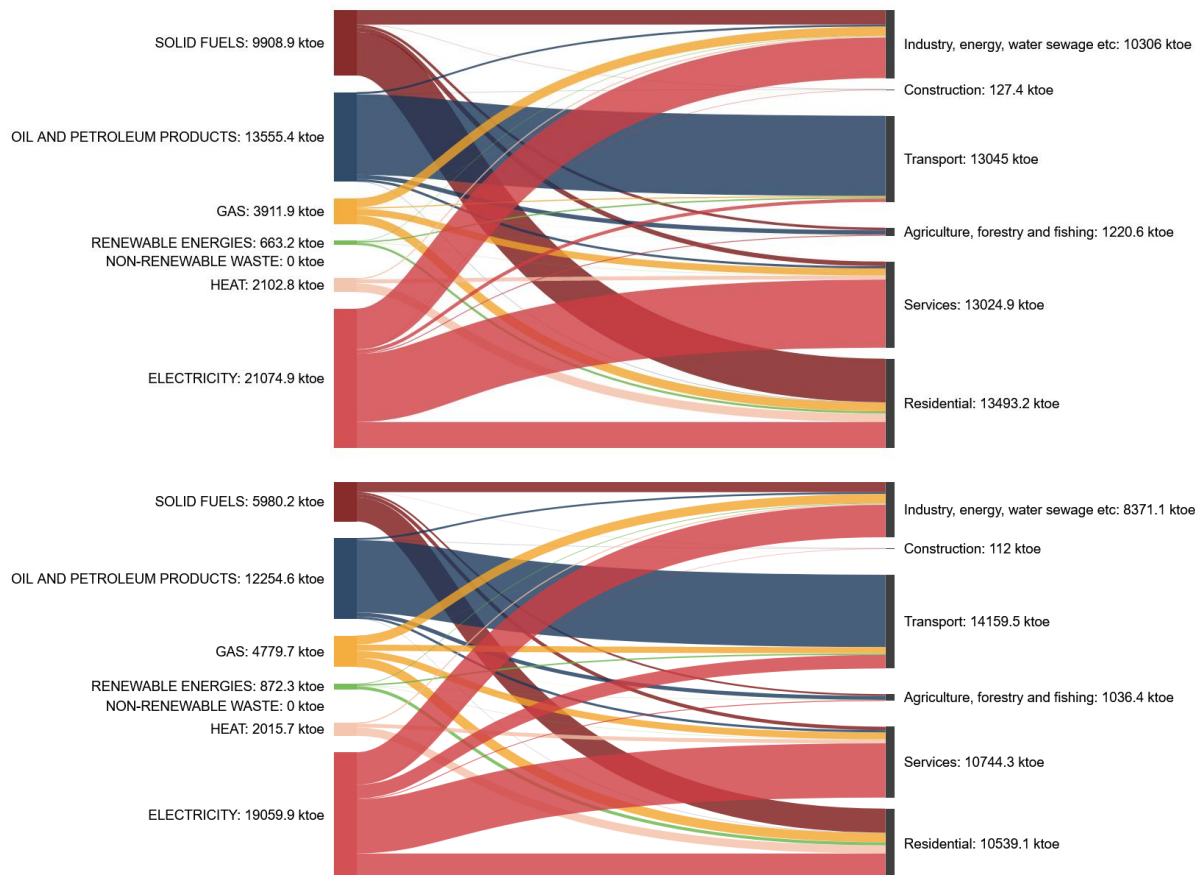 SOLID FUELS: 9908.9 ktoe
OIL AND PETROLEUM PRODUCTS: 13555.4 ktoe
GAS: 3911.9 ktoe
RENEWABLE ENERGIES: 663.2 ktoe
NON-RENEWABLE WASTE: 0 ktoe
HEAT: 2102.8 ktoe
ELECTRICITY: 21074.9 ktoe
Industry, energy, water sewage etc: 10306 ktoe
Construction: 127.4 ktoe
Transport: 13045 ktoe
Agriculture, forestry and fishing: 1220.6 ktoe
Services: 13024.9 ktoe
Residential: 13493.2 ktoe
SOLID FUELS: 5980.2 ktoe
OIL AND PETROLEUM PRODUCTS: 12254.6 ktoe
GAS: 4779.7 ktoe
RENEWABLE ENERGIES: 872.3 ktoe
NON-RENEWABLE WASTE: 0 ktoe
HEAT: 2015.7 ktoe
ELECTRICITY: 19059.9 ktoe
Industry, energy, water sewage etc: 8371.1 ktoe
Construction: 112 ktoe
Transport: 14159.5 ktoe
Agriculture, forestry and fishing: 1036.4 ktoe
Services: 10744.3 ktoe
Residential: 10539.1 ktoe